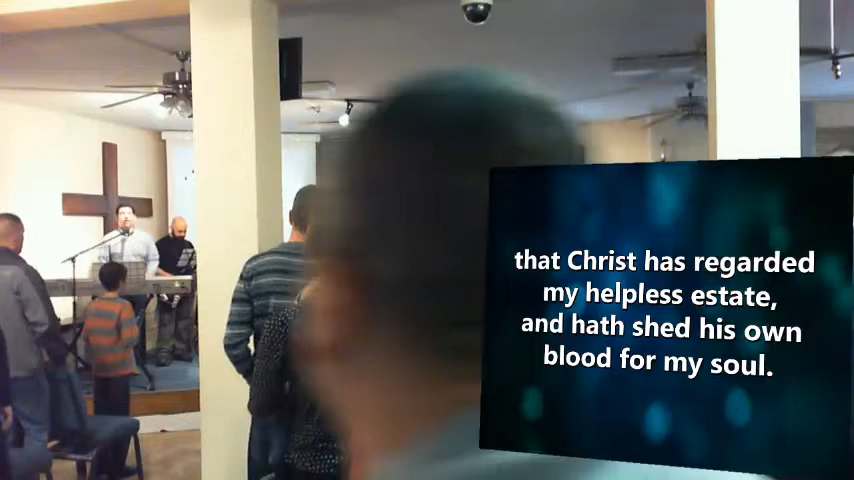 that Christ has regarded
my helpless estate,
and hath shed his own
blood for my soul.